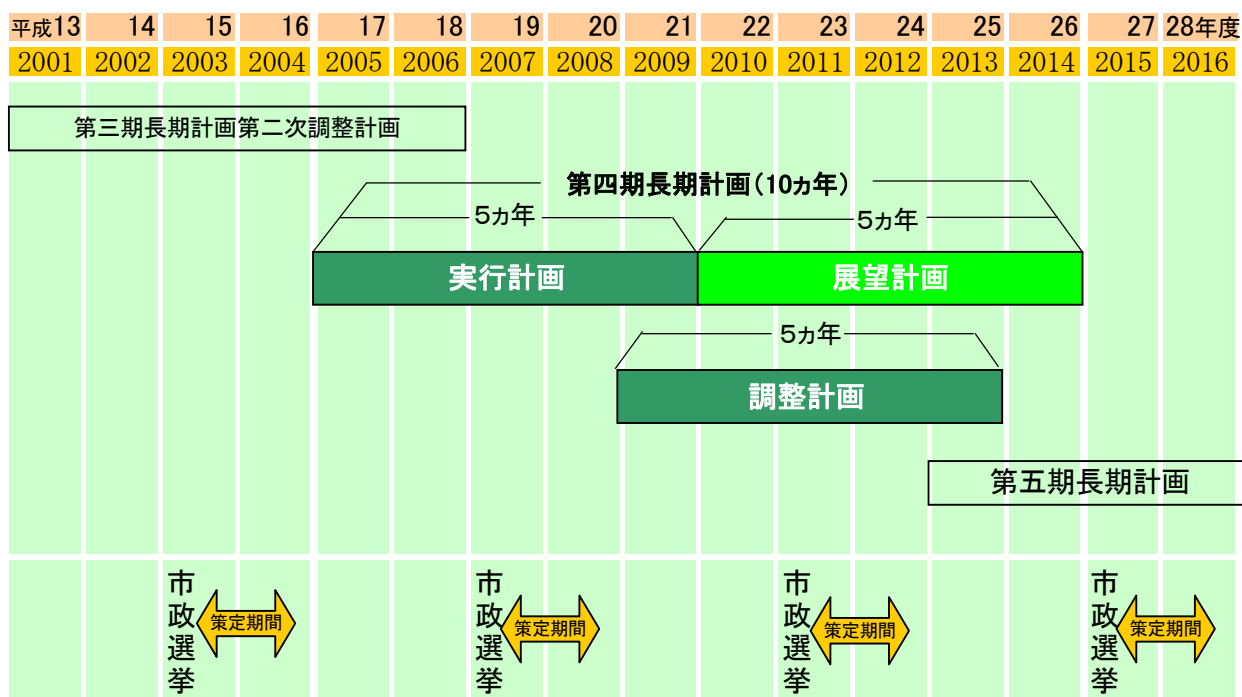 平成13 14 15 16 17 18 19 20 21 22 23 24 25 26 27 28年度
2001 2002 2003 2004 2005 2006 2007 2008 2009 2010 2011 2012 2013 2014 2015 2016
第三期長期計画第二次調整計画
第四期長期計画(10ヵ年)
5ヵ年 5ヵ年
実行計画 展望計画
5ヵ年
調整計画
第五期長期計画
市政選挙 策定期間 市政選挙 策定期間 市政選挙 策定期間 市政選挙 策定期間